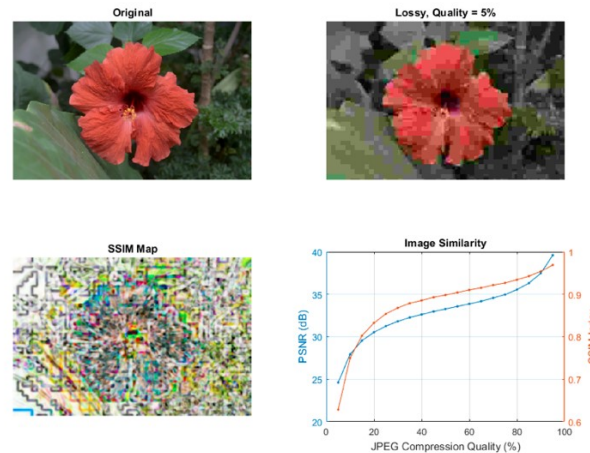 Original
Lossy, Quality = 5%
SSIM Map
Image Similarity
40
35
30
25
20
PSNR (dB)
1
0.9
0.8
0.7
0.6
0
20
40
60
80
100
JPEG Compression Quality (%)